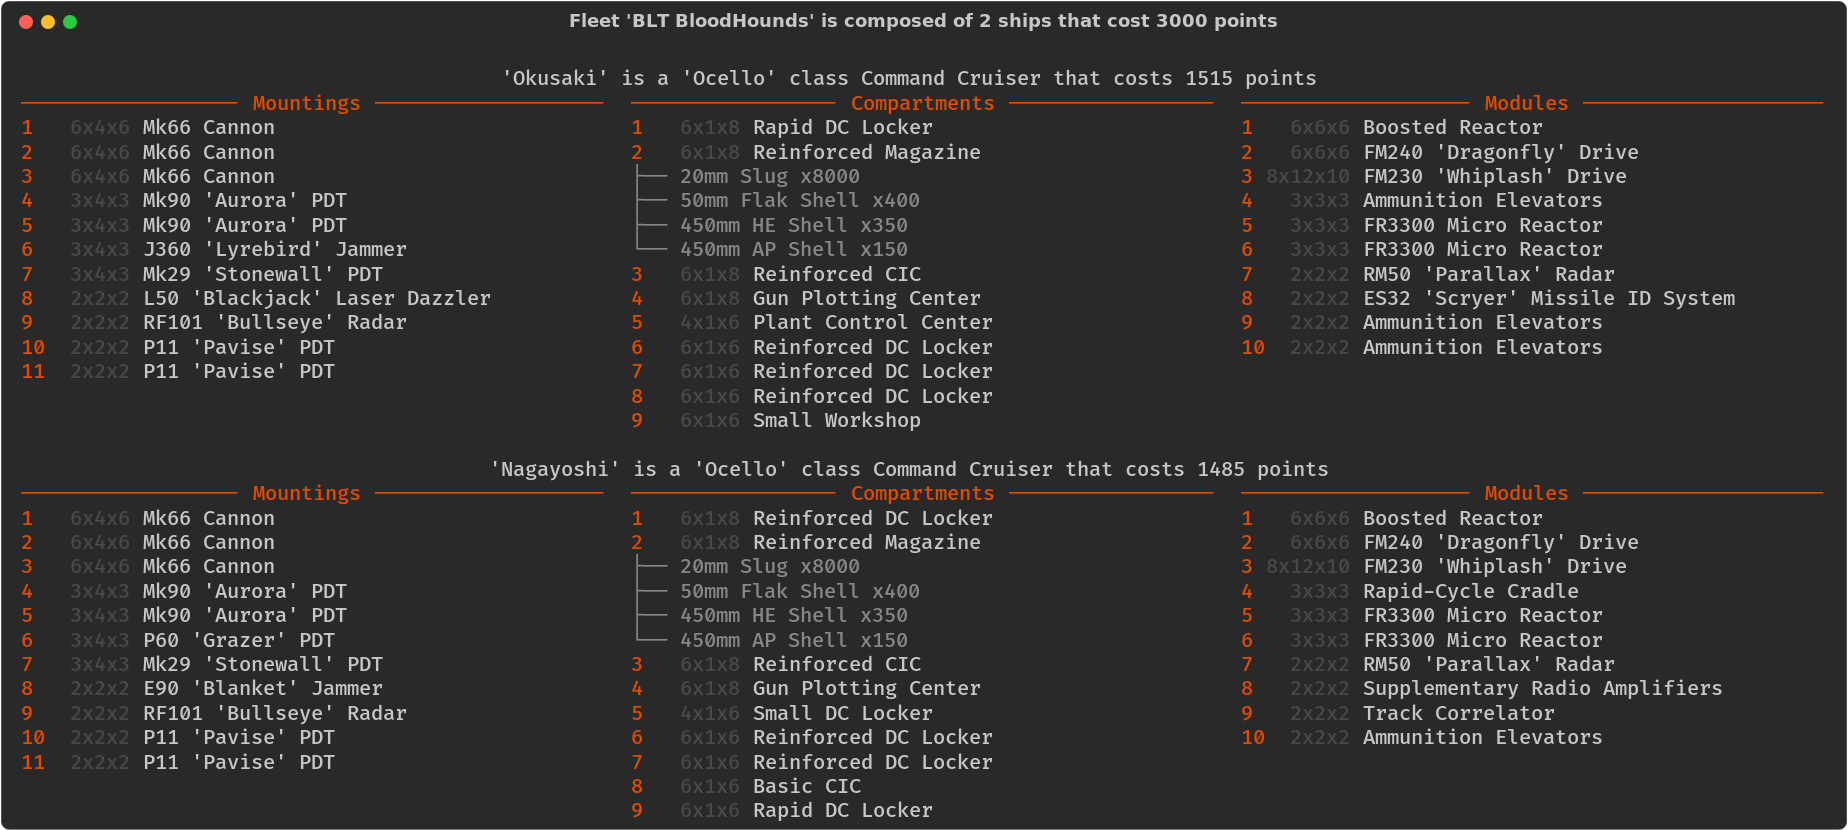 Fleet 'BLT BloodHounds' is composed of 2 ships that cost 3000 points
'Okusaki' is a 'Ocello' class Command Cruiser that costs 1515 points
Mountings
1 6x4x6 Mk66 Cannon
2 6x4x6 Mk66 Cannon
3 6x4x6 Mk66 Cannon
4 3x4x3 Mk90 'Aurora' PDT
5 3x4x3 Mk90 'Aurora' PDT
6 3x4x3 J360 'Lyrebird' Jammer
7 3x4x3 Mk29 'Stonewall' PDT
8 2x2x2 L50 'Blackjack' Laser Dazzler
9 2x2x2 RF101 'Bullseye' Radar
10 2x2x2 P11 'Pavise' PDT
11 2x2x2 P11 'Pavise' PDT
Compartments
1 6x1x8 Rapid DC Locker
2 6x1x8 Reinforced Magazine
20mm Slug x8000
50mm Flak Shell x400
450mm HE Shell x350
450mm AP Shell x150
3 6x1x8 Reinforced CIC
4 6x1x8 Gun Plotting Center
5 4x1x6 Plant Control Center
6 6x1x6 Reinforced DC Locker
7 6x1x6 Reinforced DC Locker
8 6x1x6 Reinforced DC Locker
9 6x1x6 Small Workshop
Modules
1 6x6x6 Boosted Reactor
2 6x6x6 FM240 'Dragonfly' Drive
3 8x12x10 FM230 'Whiplash' Drive
4 3x3x3 Ammunition Elevators
5 3x3x3 FR3300 Micro Reactor
6 3x3x3 FR3300 Micro Reactor
7 2x2x2 RM50 'Parallax' Radar
8 2x2x2 ES32 'Scryer' Missile ID System
9 2x2x2 Ammunition Elevators
10 2x2x2 Ammunition Elevators
'Nagayoshi' is a 'Ocello' class Command Cruiser that costs 1485 points
Mountings
1 6x4x6 Mk66 Cannon
2 6x4x6 Mk66 Cannon
3 6x4x6 Mk66 Cannon
4 3x4x3 Mk90 'Aurora' PDT
5 3x4x3 Mk90 'Aurora' PDT
6 3x4x3 P60 'Grazer' PDT
7 3x4x3 Mk29 'Stonewall' PDT
8 2x2x2 E90 'Blanket' Jammer
9 2x2x2 RF101 'Bullseye' Radar
10 2x2x2 P11 'Pavise' PDT
11 2x2x2 P11 'Pavise' PDT
Compartments
1 6x1x8 Reinforced DC Locker
2 6x1x8 Reinforced Magazine
20mm Slug x8000
50mm Flak Shell x400
450mm HE Shell x350
450mm AP Shell x150
3 6x1x8 Reinforced CIC
4 6x1x8 Gun Plotting Center
5 4x1x6 Small DC Locker
6 6x1x6 Reinforced DC Locker
7 6x1x6 Reinforced DC Locker
8 6x1x6 Basic CIC
9 6x1x6 Rapid DC Locker
Modules
1 6x6x6 Boosted Reactor
2 6x6x6 FM240 'Dragonfly' Drive
3 8x12x10 FM230 'Whiplash' Drive
4 3x3x3 Rapid-Cycle Cradle
5 3x3x3 FR3300 Micro Reactor
6 3x3x3 FR3300 Micro Reactor
7 2x2x2 RM50 'Parallax' Radar
8 2x2x2 Supplementary Radio Amplifiers
9 2x2x2 Track Correlator
10 2x2x2 Ammunition Elevators